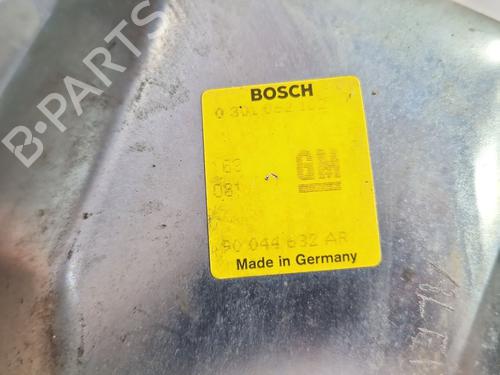 B-PARTS
BOSCH
163
GM
081
90 044 632 AR
Made in Germany